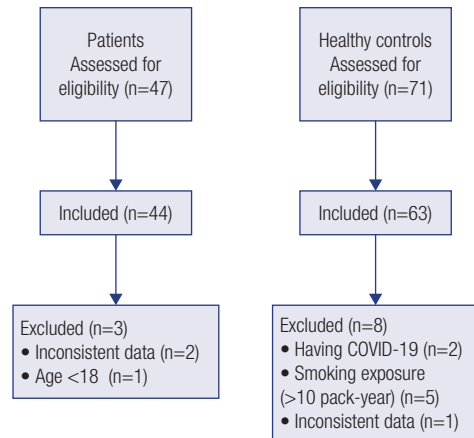 Patients
Assessed for
eligibility (n=47)
Included (n=44)
Excluded (n=3)
• Inconsistent data (n=2)
• Age <18 (n=1)
Healthy controls
Assessed for
eligibility (n=71)
Included (n=63)
Excluded (n=8)
• Having COVID-19 (n=2)
• Smoking exposure
(>10 pack-year) (n=5)
• Inconsistent data (n=1)